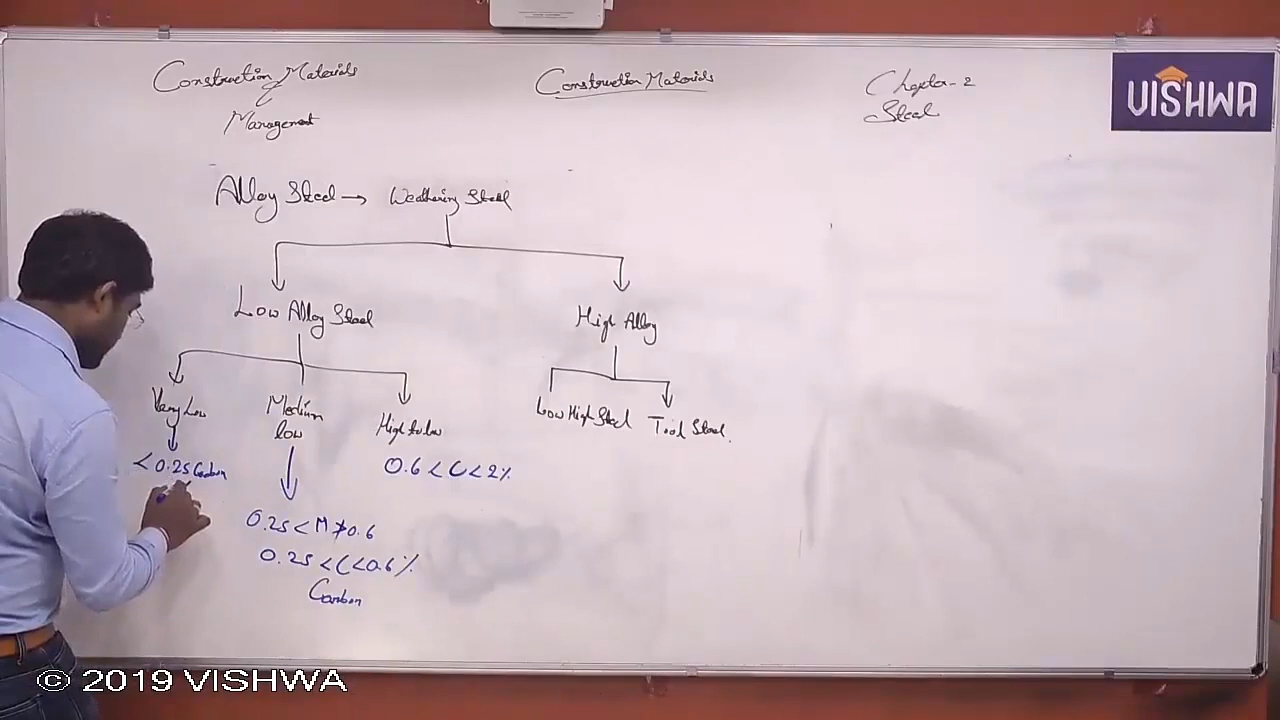 Construction Materials
Management
Construction Materials
Chapter-2
Steel
VISHWA
Alloy Steel → Weathering Steel
Low Alloy Steel
High Alloy
Very Low
Medium
low
High to low
Low High Steel
Tool Steel.
< 0.25 Carbon
0.6 < C < 2%
0.25 < M ≯ 0.6
0.25 < C < 0.6%
Carbon
© 2019 VISHWA